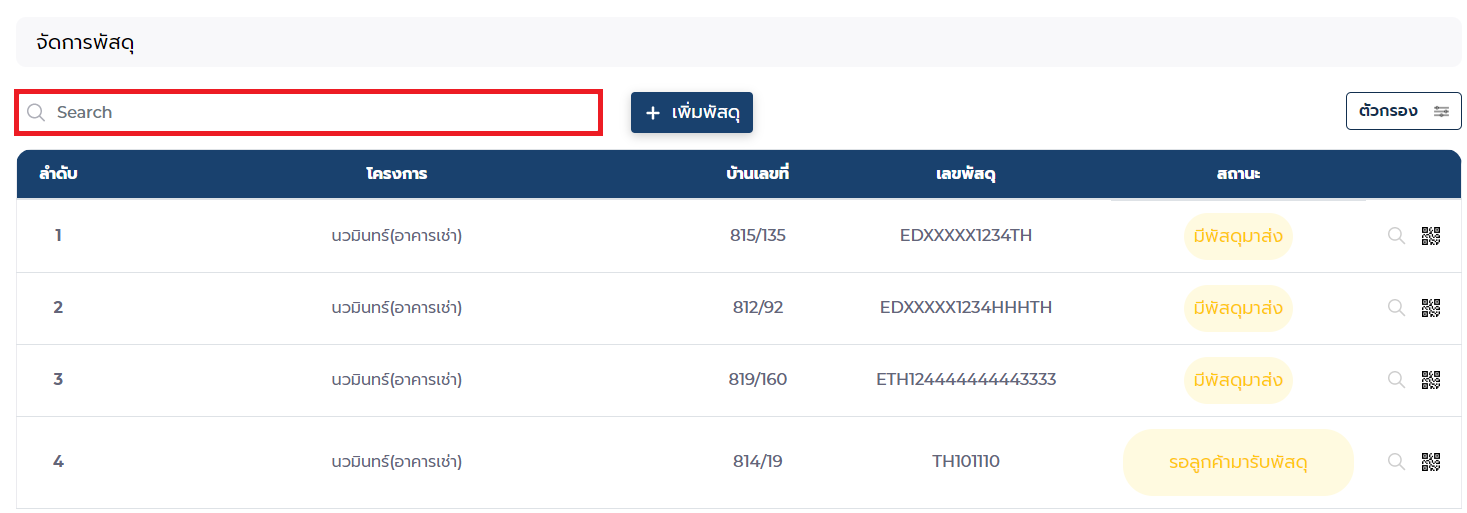 จัดการพัสดุ
Search + เพิ่มพัสดุ ตัวกรอง
ลำดับ โครงการ บ้านเลขที่ เลขพัสดุ สถานะ
1 นวมินทร์(อาคารเช่า) 815/135 EDXXXXX1234TH มีพัสดุมาส่ง
2 นวมินทร์(อาคารเช่า) 812/92 EDXXXXX1234HHHTH มีพัสดุมาส่ง
3 นวมินทร์(อาคารเช่า) 819/160 ETH124444444443333 มีพัสดุมาส่ง
4 นวมินทร์(อาคารเช่า) 814/19 TH101110 รอลูกค้ามารับพัสดุ